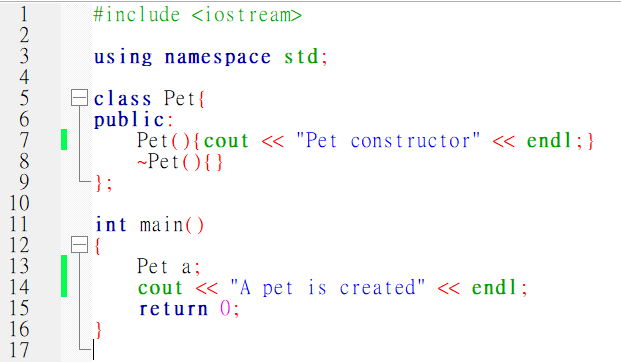 1 #include <iostream>
2
3 using namespace std;
4
5 class Pet{
6 public:
7 Pet(){cout << "Pet constructor" << endl;}
8 ~Pet(){}
9 };
10
11 int main()
12 {
13 Pet a;
14 cout << "A pet is created" << endl;
15 return 0;
16 }
17